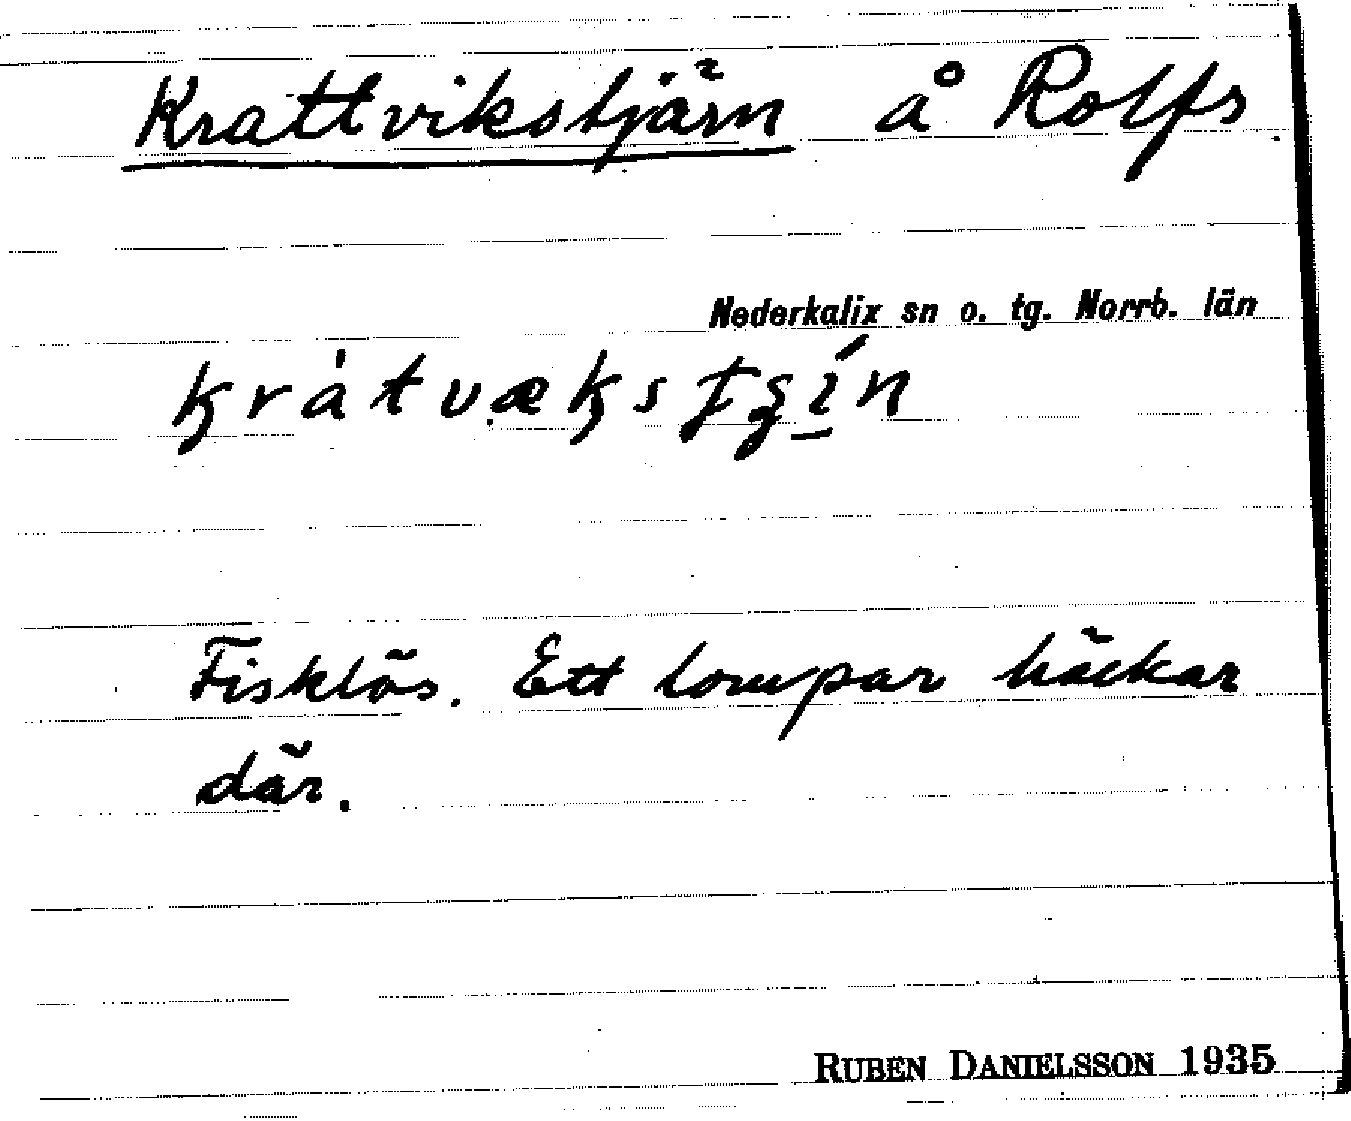 Krattvikstjärn å Rolfs
Nederkalix sn o. tg. Norrb. län
Fisklös. Ett lompar häckar
där.
RUBEN DANIELSSON 1935